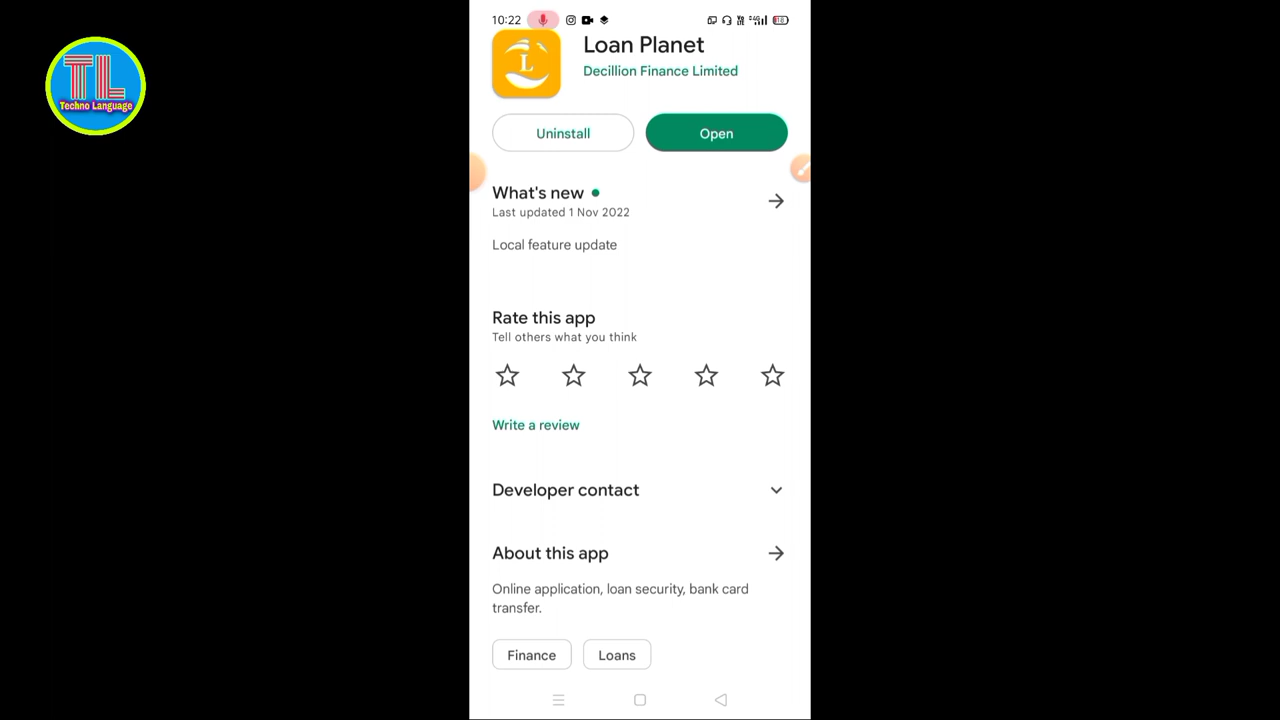 TL
Techno Language
10:22
Loan Planet
L
Decillion Finance Limited
Uninstall
Open
What's new
Last updated 1 Nov 2022
Local feature update
Rate this app
Tell others what you think
Write a review
Developer contact
About this app
Online application, loan security, bank card
transfer.
Finance
Loans